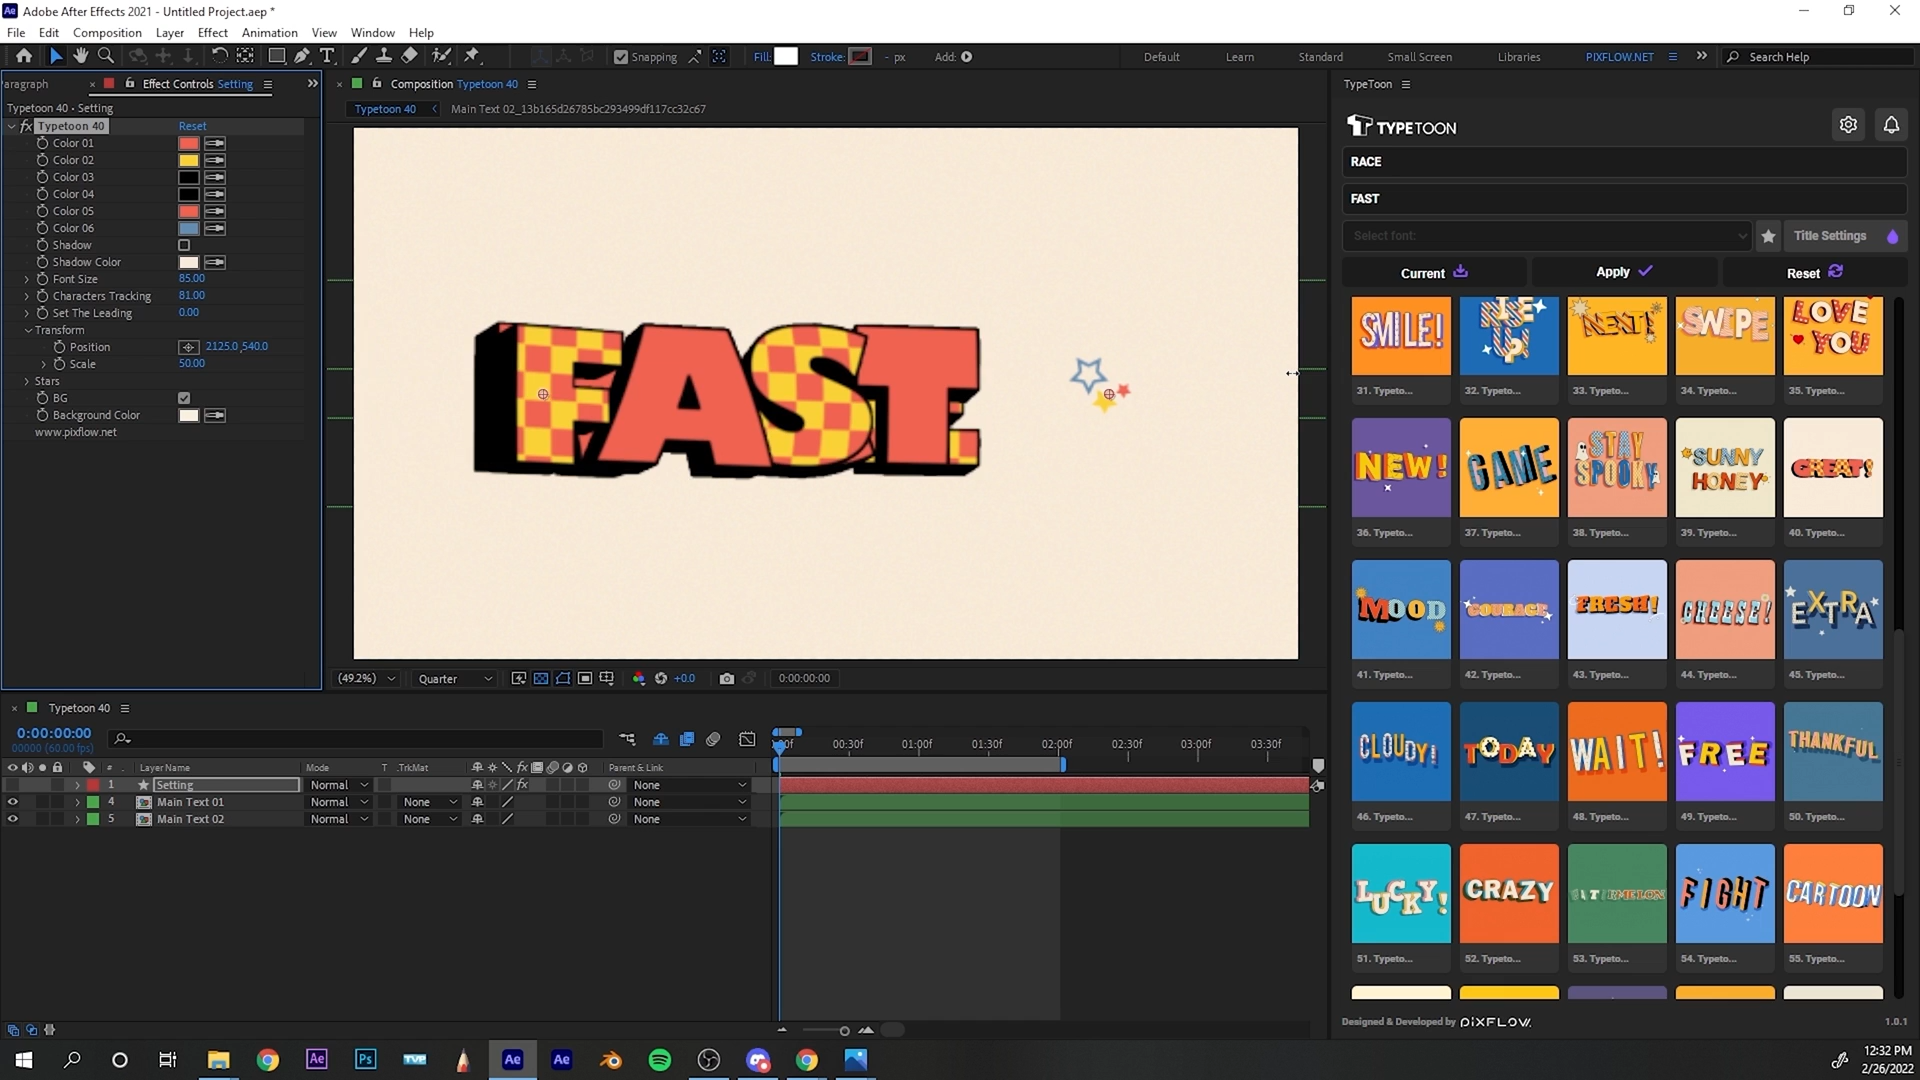 Adobe After Effects 2021 - Untitled Project.aep *
File Edit Composition Layer Effect Animation View Window Help
Snapping Fill: Stroke: - px Add: Default Learn Standard Small Screen Libraries PIXFLOW.NET Search Help
Paragraph Effect Controls Setting
Typetoon 40 • Setting
fx Typetoon 40 Reset
Color 01
Color 02
Color 03
Color 04
Color 05
Color 06
Shadow
Shadow Color
Font Size 85.00
Characters Tracking 81.00
Set The Leading 0.00
Transform
Position 2125.0,540.0
Scale 50.00
Stars
BG
Background Color
www.pixflow.net
Composition Typetoon 40
Typetoon 40 Main Text 02_13b165d26785bc293499df117cc32c67
FAST
(49.2%) Quarter +0.0 0:00:00:00
TypeToon
TYPETOON
RACE
FAST
Select font: Title Settings
Current Apply Reset
SMILE! RISE UP? NEXT! SWIPE LOVE YOU
31. Typeto... 32. Typeto... 33. Typeto... 34. Typeto... 35. Typeto...
NEW! GAME STAY SPOOKY SUNNY HONEY GREAT!
36. Typeto... 37. Typeto... 38. Typeto... 39. Typeto... 40. Typeto...
MOOD COURAGE FRESH! CHEESE! EXTRA
41. Typeto... 42. Typeto... 43. Typeto... 44. Typeto... 45. Typeto...
CLOUDY! TODAY WAIT! FREE THANKFUL
46. Typeto... 47. Typeto... 48. Typeto... 49. Typeto... 50. Typeto...
LUCKY! CRAZY FIGHT CARTOON
51. Typeto... 52. Typeto... 53. Typeto... 54. Typeto... 55. Typeto...
Designed & Developed by PIXFLOW. 1.0.1
Typetoon 40
0:00:00:00
00000 (60.00 fps)
00:30f 01:00f 01:30f 02:00f 02:30f 03:00f 03:30f
# Layer Name Mode T .TrkMat fx Parent & Link
1 Setting Normal fx None
4 Main Text 01 Normal None None
5 Main Text 02 Normal None None
Ae Ps TVP Ae Ae
12:32 PM
2/26/2022